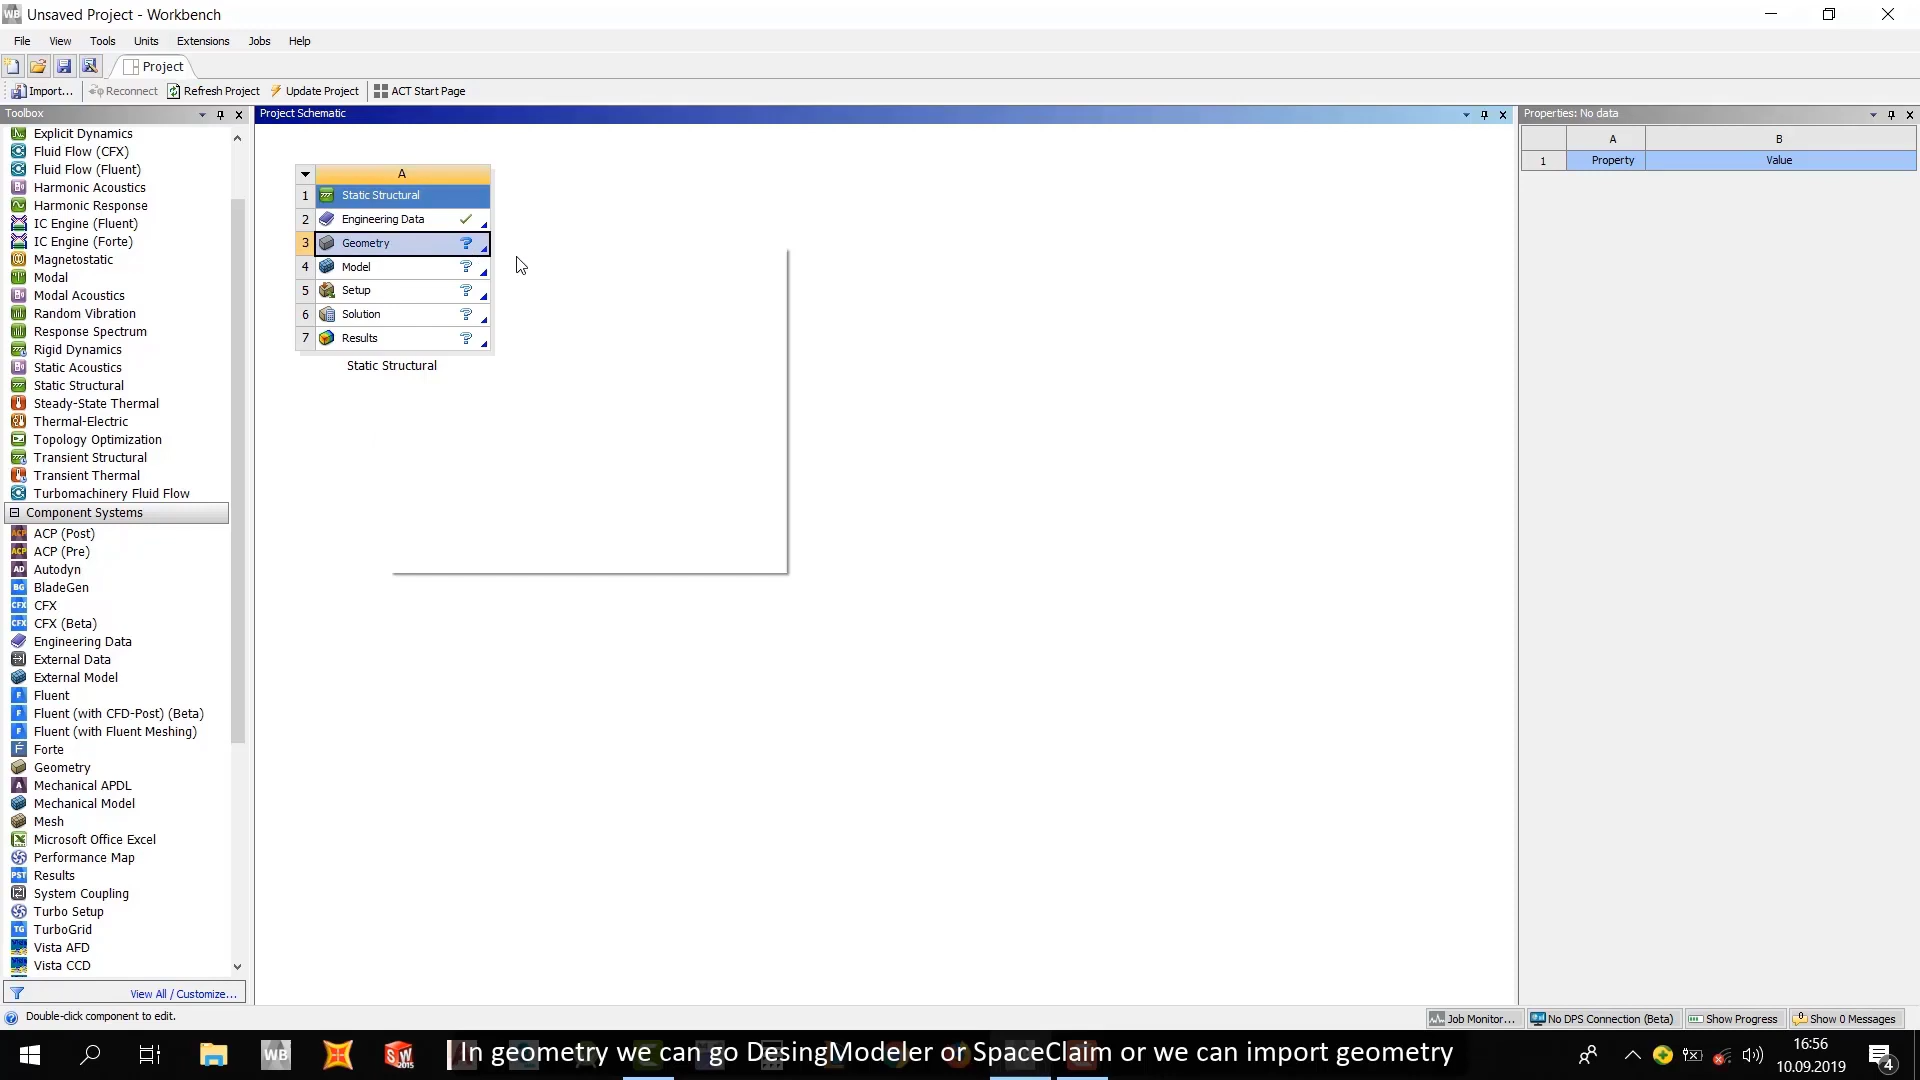 Unsaved Project - Workbench
File View Tools Units Extensions Jobs Help
Project
Import... Reconnect Refresh Project Update Project ACT Start Page
Toolbox
Explicit Dynamics
Fluid Flow (CFX)
Fluid Flow (Fluent)
Harmonic Acoustics
Harmonic Response
IC Engine (Fluent)
IC Engine (Forte)
Magnetostatic
Modal
Modal Acoustics
Random Vibration
Response Spectrum
Rigid Dynamics
Static Acoustics
Static Structural
Steady-State Thermal
Thermal-Electric
Topology Optimization
Transient Structural
Transient Thermal
Turbomachinery Fluid Flow
Component Systems
ACP (Post)
ACP (Pre)
Autodyn
BladeGen
CFX
CFX (Beta)
Engineering Data
External Data
External Model
Fluent
Fluent (with CFD-Post) (Beta)
Fluent (with Fluent Meshing)
Forte
Geometry
Mechanical APDL
Mechanical Model
Mesh
Microsoft Office Excel
Performance Map
Results
System Coupling
Turbo Setup
TurboGrid
Vista AFD
Vista CCD
View All / Customize...
Project Schematic
A
1 Static Structural
2 Engineering Data
3 Geometry ?
4 Model ?
5 Setup ?
6 Solution ?
7 Results ?
Static Structural
Properties: No data
A B
1 Property Value
Double-click component to edit.
Job Monitor... No DPS Connection (Beta) Show Progress Show 0 Messages
In geometry we can go DesingModeler or SpaceClaim or we can import geometry
16:56
10.09.2019
4